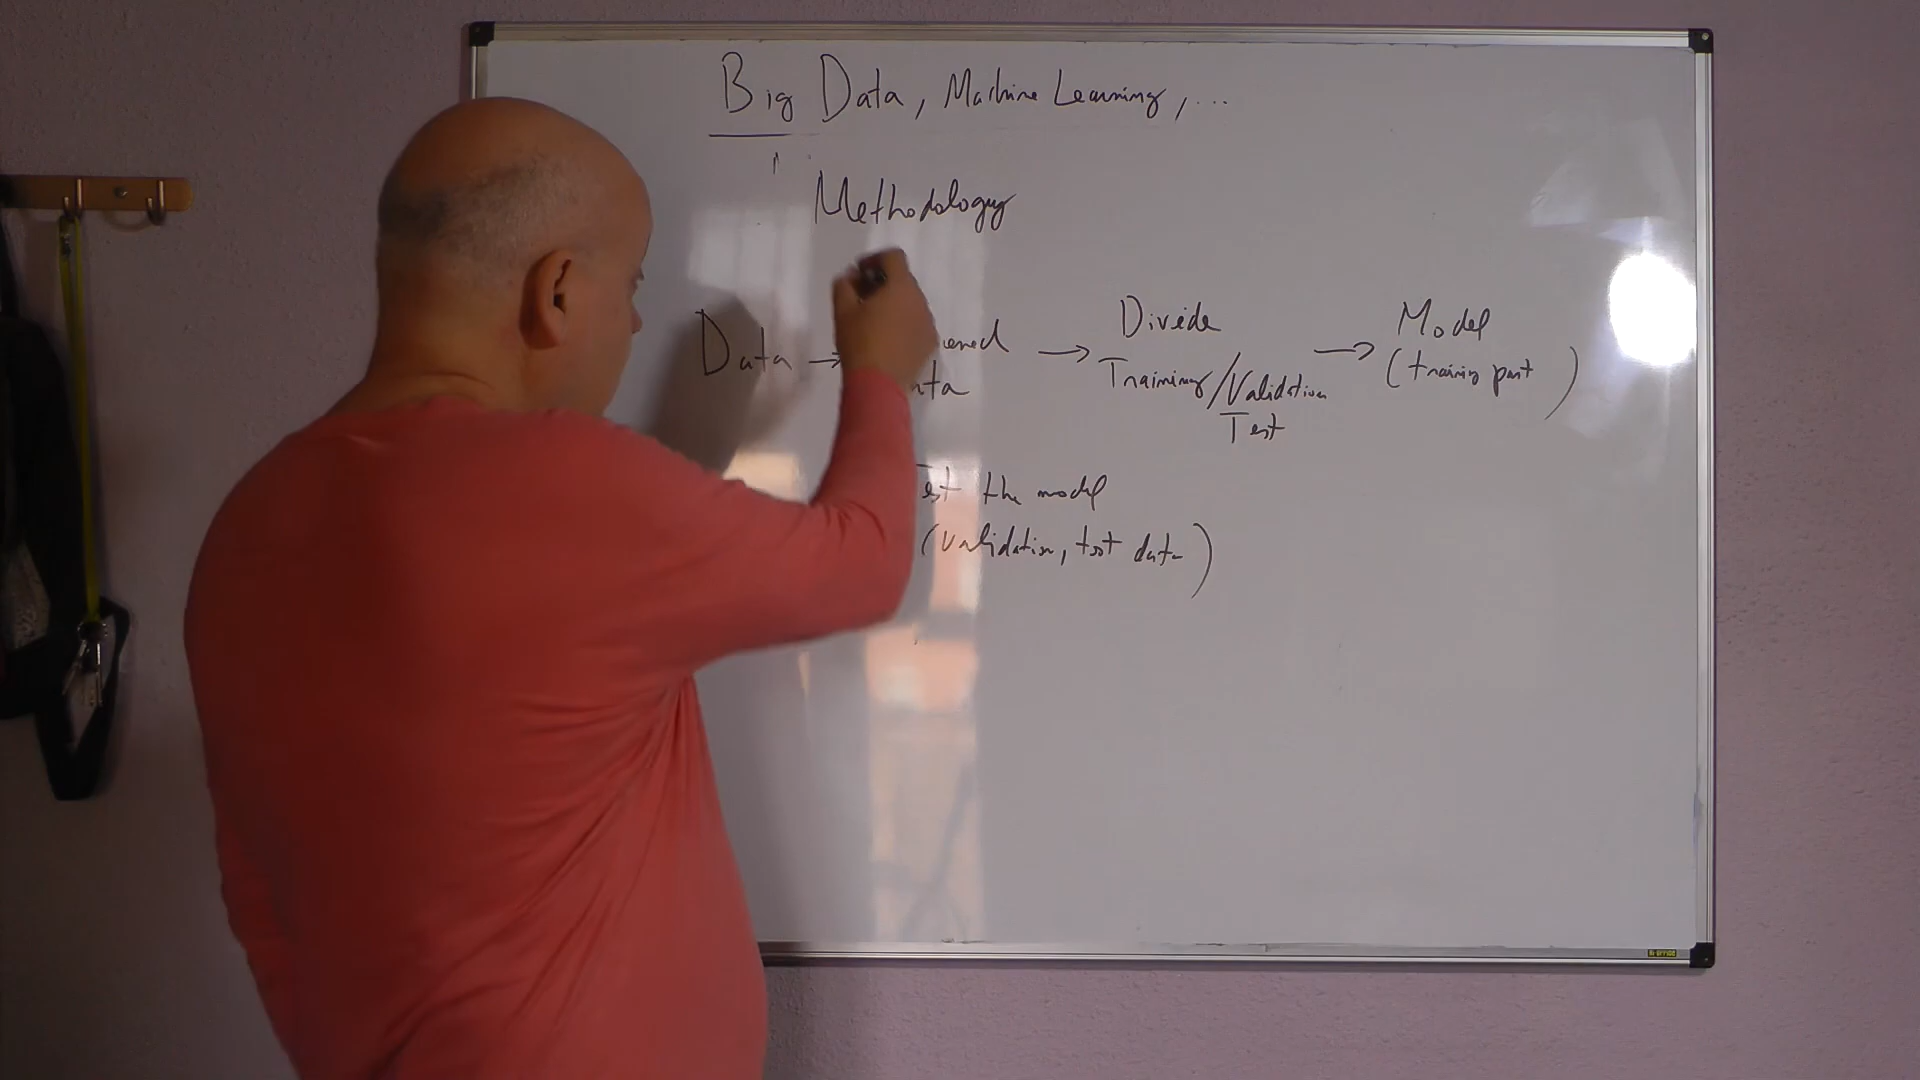 Big Data, Machine Learning, ...
Methodology
Data → → Divide → Model
Training/Validation (training part)
Test
the model
(validation, test data)